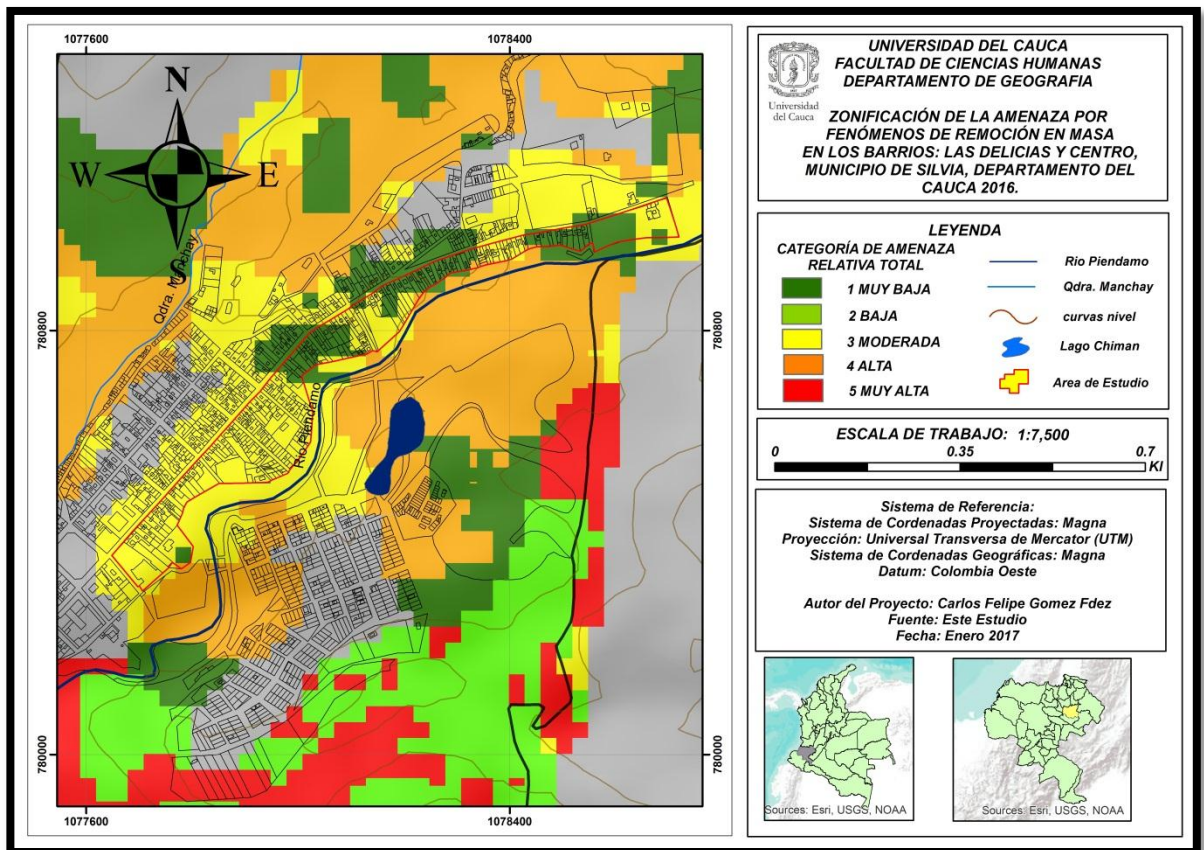 1077600
1078400
N
W
E
S
Qdra. Manchay
Rio Piendamo
780800
780800
780000
780000
1077600
1078400
Universidad
del Cauca
UNIVERSIDAD DEL CAUCA
FACULTAD DE CIENCIAS HUMANAS
DEPARTAMENTO DE GEOGRAFIA
ZONIFICACIÓN DE LA AMENAZA POR
FENÓMENOS DE REMOCIÓN EN MASA
EN LOS BARRIOS: LAS DELICIAS Y CENTRO,
MUNICIPIO DE SILVIA, DEPARTAMENTO DEL
CAUCA 2016.
LEYENDA
CATEGORÍA DE AMENAZA
RELATIVA TOTAL
1 MUY BAJA
2 BAJA
3 MODERADA
4 ALTA
5 MUY ALTA
Rio Piendamo
Qdra. Manchay
curvas nivel
Lago Chiman
Area de Estudio
ESCALA DE TRABAJO: 1:7,500
0 0.35 0.7
Kl
Sistema de Referencia:
Sistema de Cordenadas Proyectadas: Magna
Proyección: Universal Transversa de Mercator (UTM)
Sistema de Cordenadas Geográficas: Magna
Datum: Colombia Oeste
Autor del Proyecto: Carlos Felipe Gomez Fdez
Fuente: Este Estudio
Fecha: Enero 2017
Sources: Esri, USGS, NOAA
Sources: Esri, USGS, NOAA